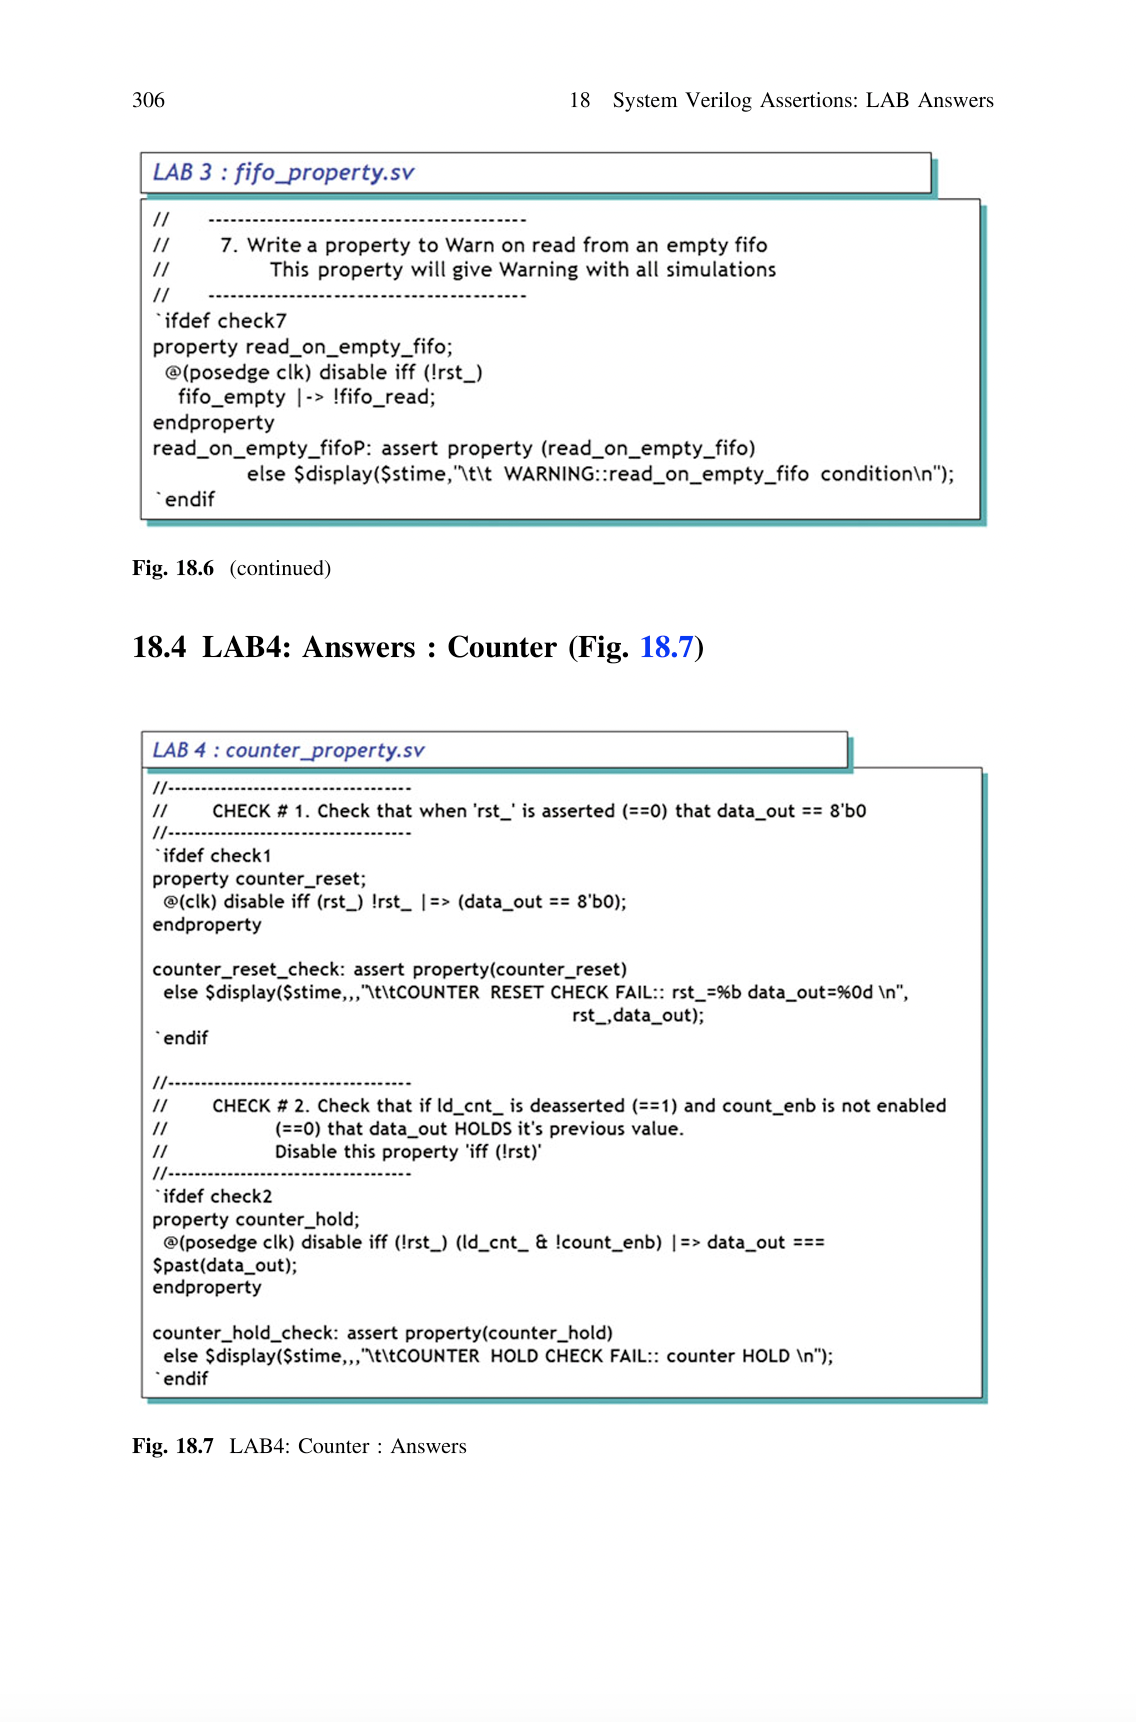 306
18 System Verilog Assertions: LAB Answers
LAB 3 : fifo_property.sv
// -------------------------------------------
// 7. Write a property to Warn on read from an empty fifo
// This property will give Warning with all simulations
// -------------------------------------------
`ifdef check7
property read_on_empty_fifo;
@(posedge clk) disable iff (!rst_)
fifo_empty |-> !fifo_read;
endproperty
read_on_empty_fifoP: assert property (read_on_empty_fifo)
else $display($stime,"\t\t WARNING::read_on_empty_fifo condition\n");
`endif
Fig. 18.6 (continued)
18.4 LAB4: Answers : Counter (Fig. 18.7)
LAB 4 : counter_property.sv
//-------------------------------------
// CHECK # 1. Check that when 'rst_' is asserted (==0) that data_out == 8'b0
//-------------------------------------
`ifdef check1
property counter_reset;
@(clk) disable iff (rst_) !rst_ |=> (data_out == 8'b0);
endproperty
counter_reset_check: assert property(counter_reset)
else $display($stime,,,"\t\tCOUNTER RESET CHECK FAIL:: rst_=%b data_out=%0d \n",
rst_,data_out);
`endif
//-------------------------------------
// CHECK # 2. Check that if ld_cnt_ is deasserted (==1) and count_enb is not enabled
// (==0) that data_out HOLDS it's previous value.
// Disable this property 'iff (!rst)'
//-------------------------------------
`ifdef check2
property counter_hold;
@(posedge clk) disable iff (!rst_) (ld_cnt_ & !count_enb) |=> data_out ===
$past(data_out);
endproperty
counter_hold_check: assert property(counter_hold)
else $display($stime,,,"\t\tCOUNTER HOLD CHECK FAIL:: counter HOLD \n");
`endif
Fig. 18.7 LAB4: Counter : Answers